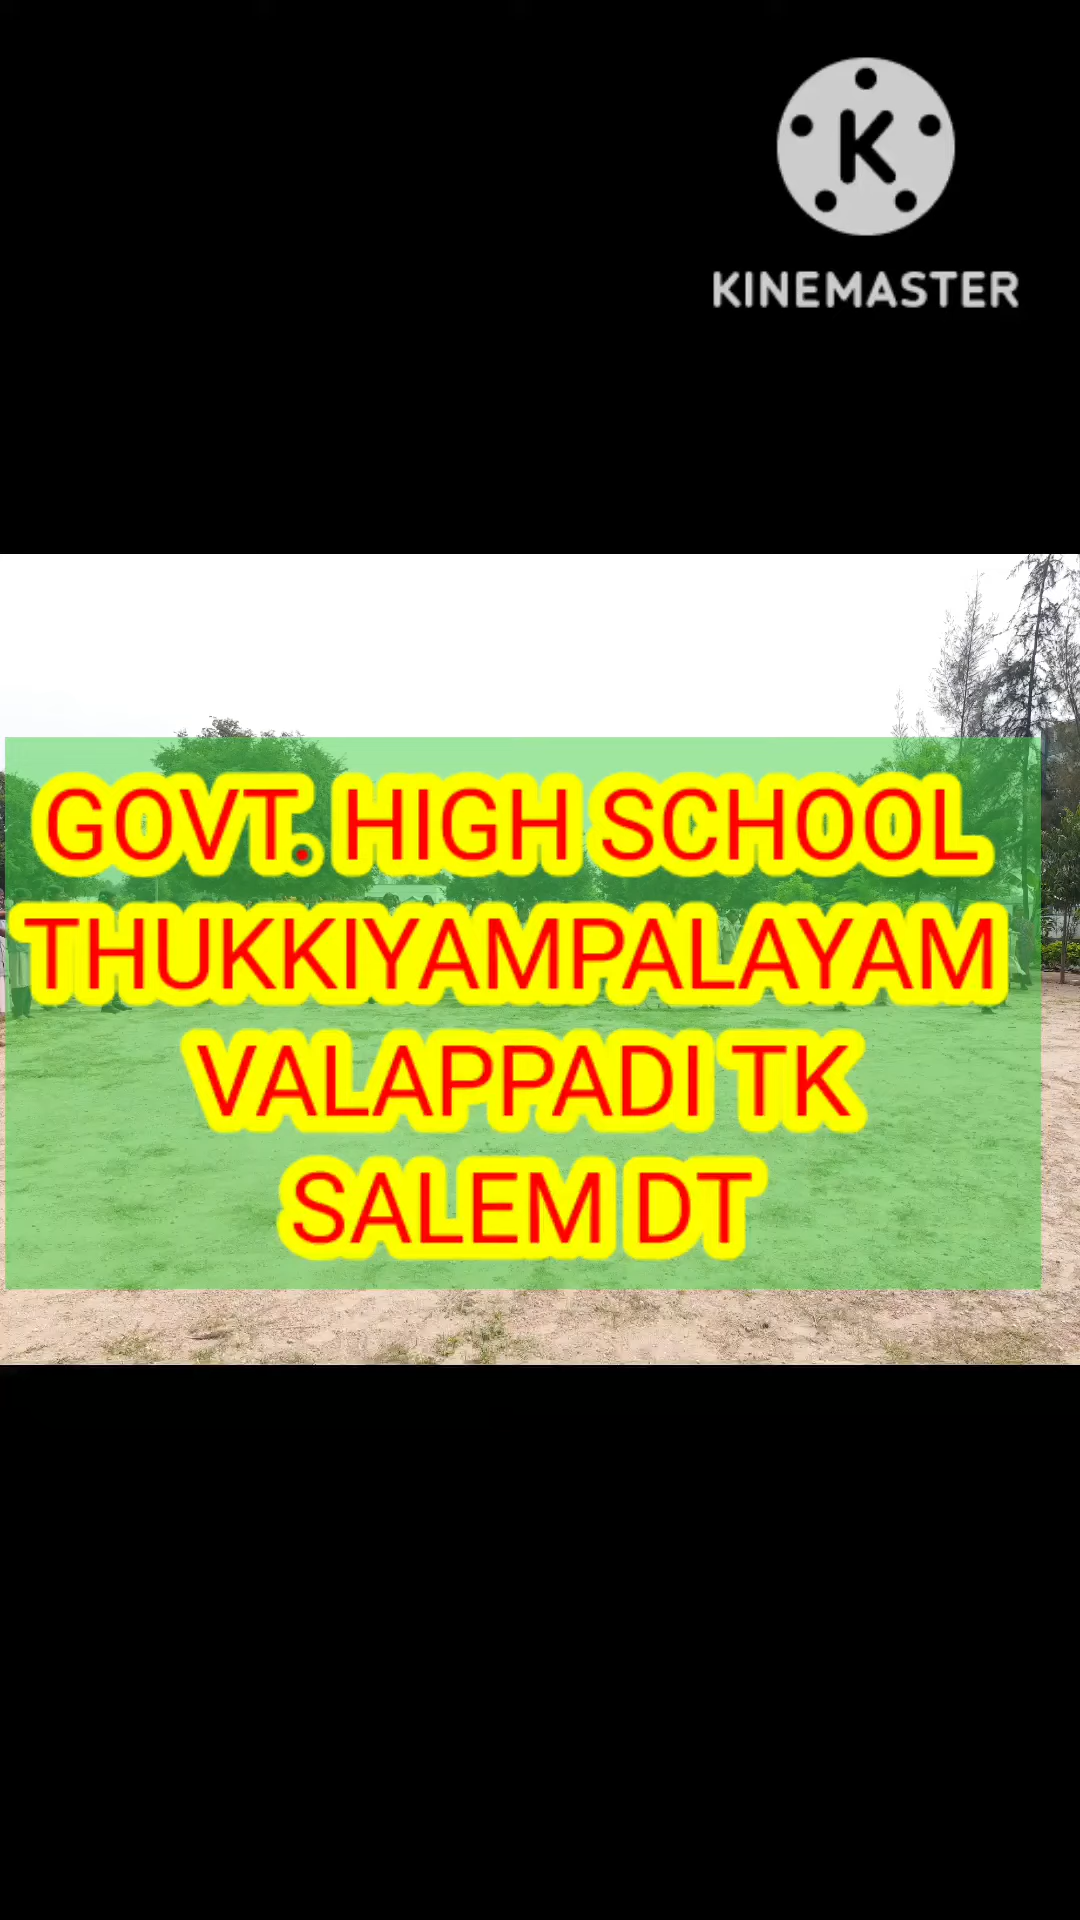 K
KINEMASTER
GOVT. HIGH SCHOOL
THUKKIYAMPALAYAM
VALAPPADI TK
SALEM DT